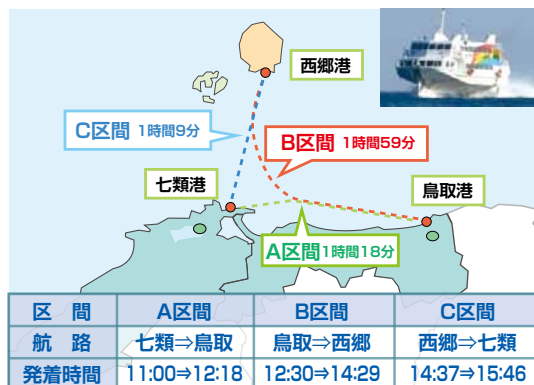 西郷港
C区間 1時間9分
B区間 1時間59分
七類港
鳥取港
A区間1時間18分
区　間 A区間 B区間 C区間
航　路 七類⇒鳥取 鳥取⇒西郷 西郷⇒七類
発着時間 11:00⇒12:18 12:30⇒14:29 14:37⇒15:46